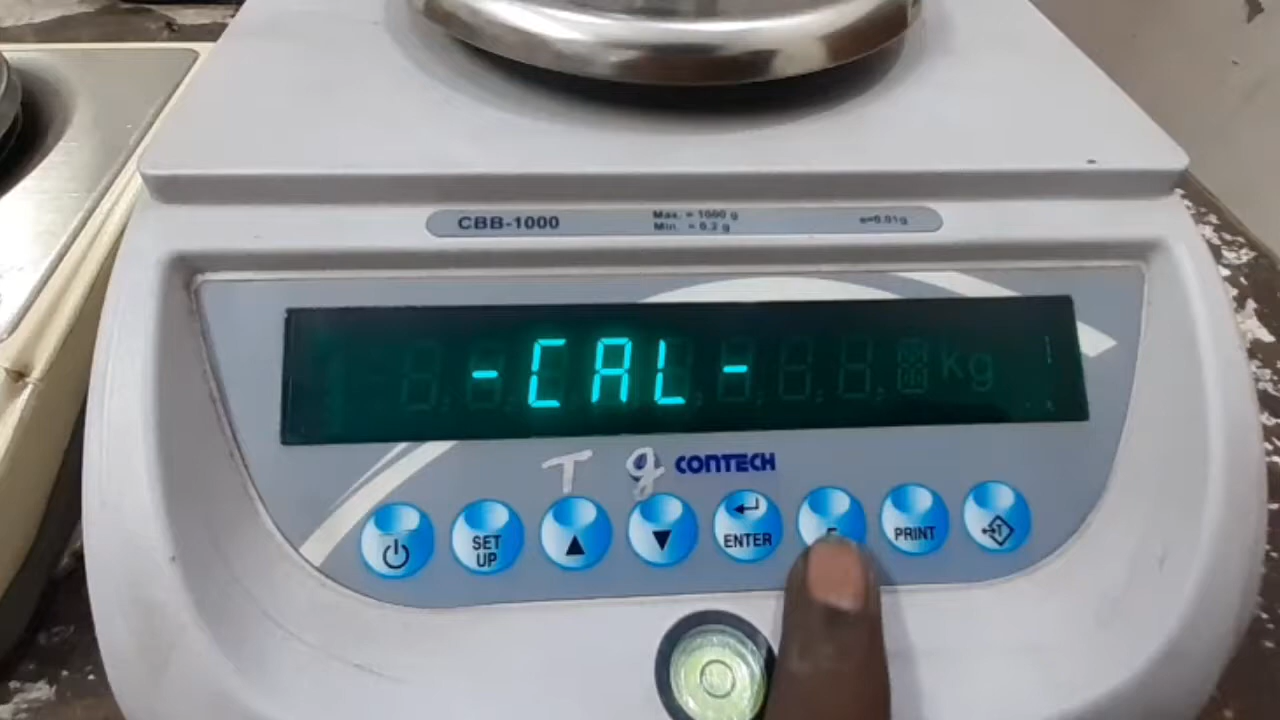 CBB-1000
Max. = 1000 g
Min. = 0.2 g
e=0.01g
-CAL-
kg
T g CONTECH
SET UP
ENTER
F
PRINT
T